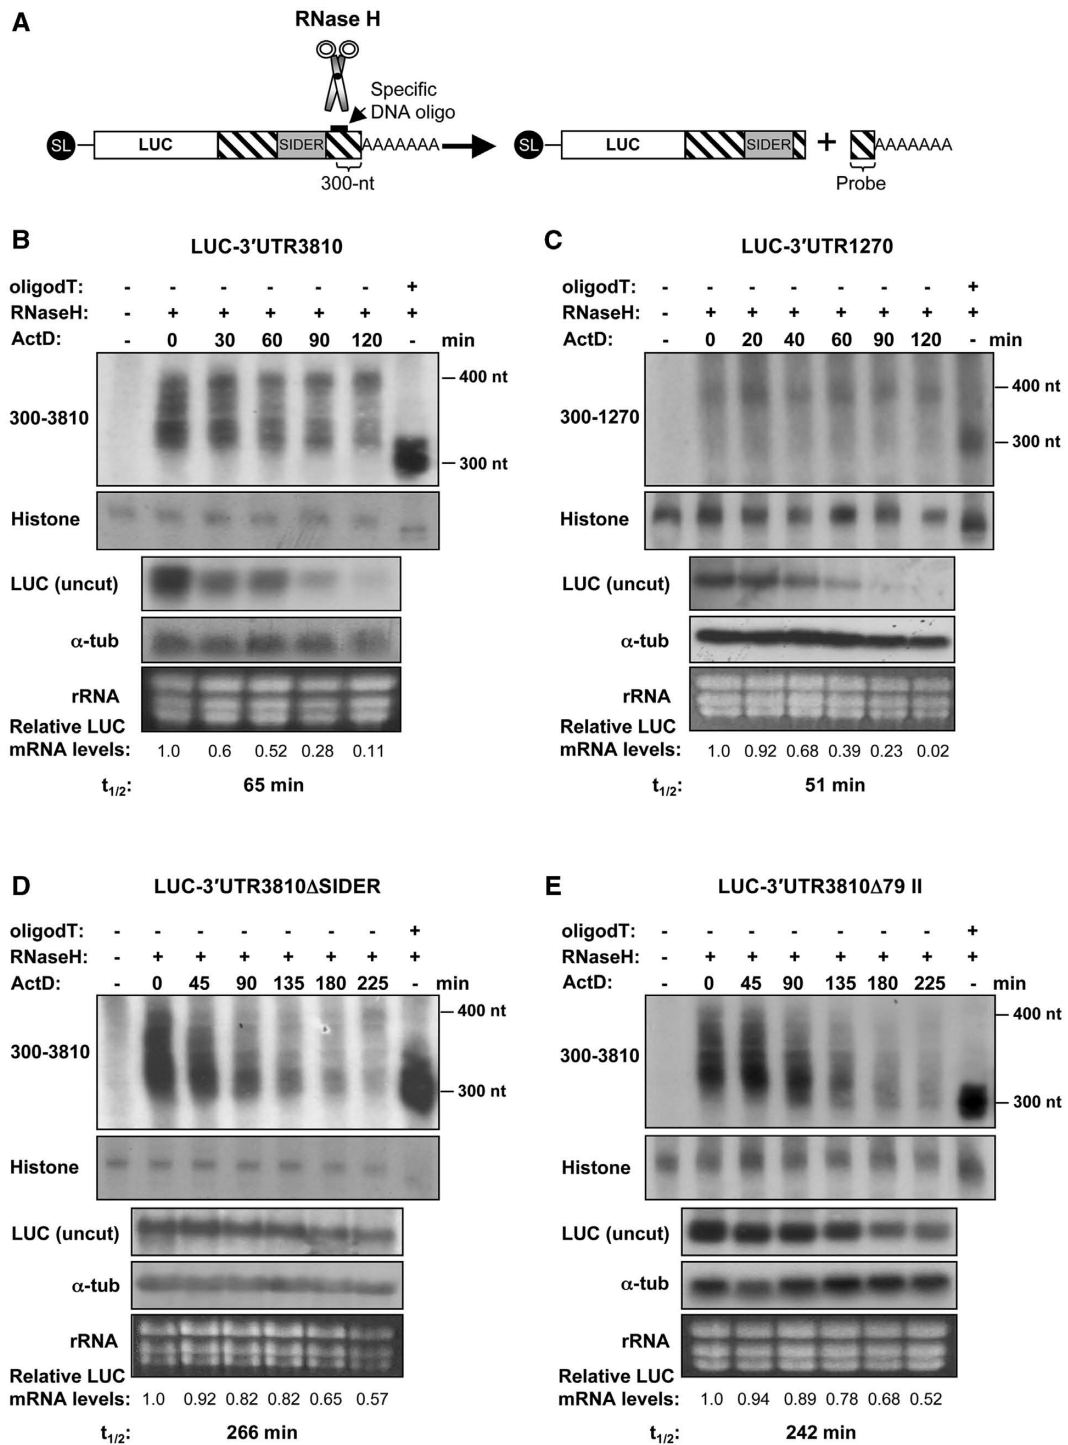 A
RNase H
Specific
DNA oligo
SL LUC SIDER AAAAAAA SL LUC SIDER + AAAAAAA
300-nt Probe
B
LUC-3′UTR3810
oligodT: - - - - - - +
RNaseH: - + + + + + +
ActD: - 0 30 60 90 120 - min
300-3810
400 nt
300 nt
Histone
LUC (uncut)
α-tub
rRNA
Relative LUC
mRNA levels: 1.0 0.6 0.52 0.28 0.11
t1/2: 65 min
C
LUC-3′UTR1270
oligodT: - - - - - - - +
RNaseH: - + + + + + + +
ActD: - 0 20 40 60 90 120 - min
300-1270
400 nt
300 nt
Histone
LUC (uncut)
α-tub
rRNA
Relative LUC
mRNA levels: 1.0 0.92 0.68 0.39 0.23 0.02
t1/2: 51 min
D
LUC-3′UTR3810ΔSIDER
oligodT: - - - - - - - +
RNaseH: - + + + + + + +
ActD: - 0 45 90 135 180 225 - min
300-3810
400 nt
300 nt
Histone
LUC (uncut)
α-tub
rRNA
Relative LUC
mRNA levels: 1.0 0.92 0.82 0.82 0.65 0.57
t1/2: 266 min
E
LUC-3′UTR3810Δ79 II
oligodT: - - - - - - - +
RNaseH: - + + + + + + +
ActD: - 0 45 90 135 180 225 - min
300-3810
400 nt
300 nt
Histone
LUC (uncut)
α-tub
rRNA
Relative LUC
mRNA levels: 1.0 0.94 0.89 0.78 0.68 0.52
t1/2: 242 min